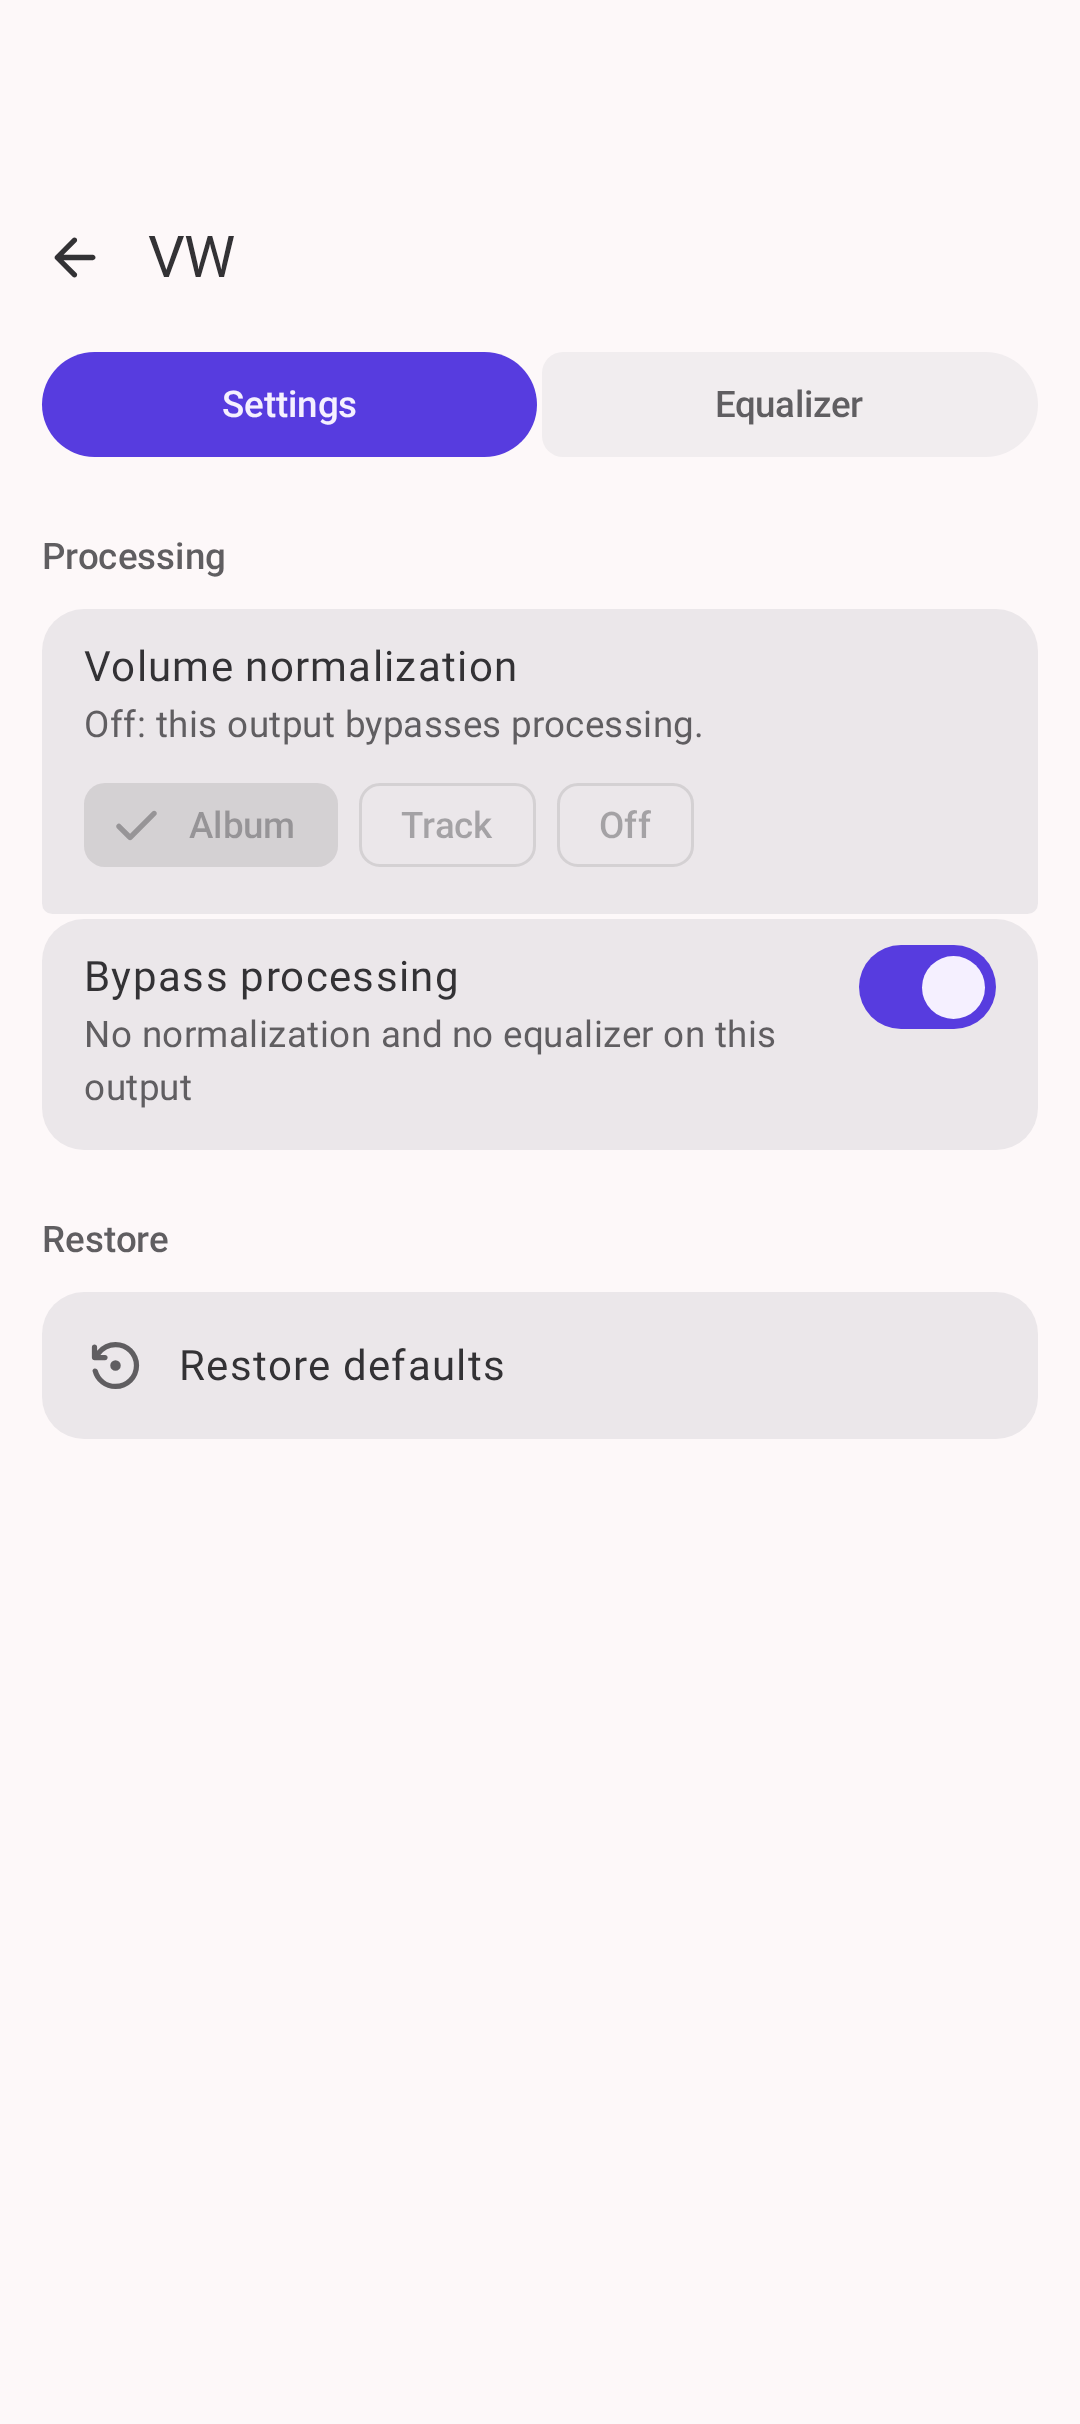 VW
Settings
Equalizer
Processing
Volume normalization
Off: this output bypasses processing.
Album
Track
Off
Bypass processing
No normalization and no equalizer on this
output
Restore
Restore defaults